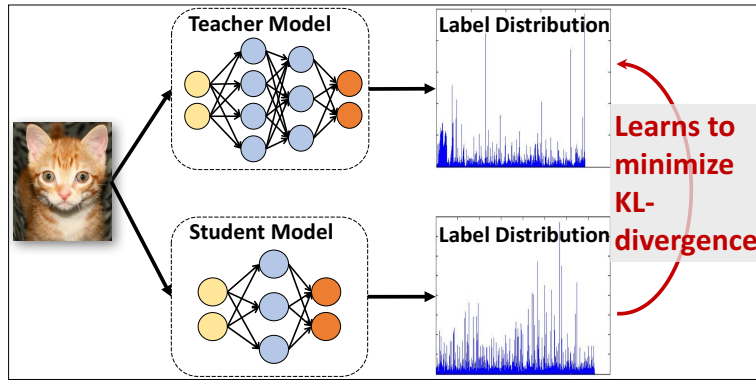 Teacher Model
Label Distribution
Learns to
minimize
KL-
divergence
Student Model
Label Distribution